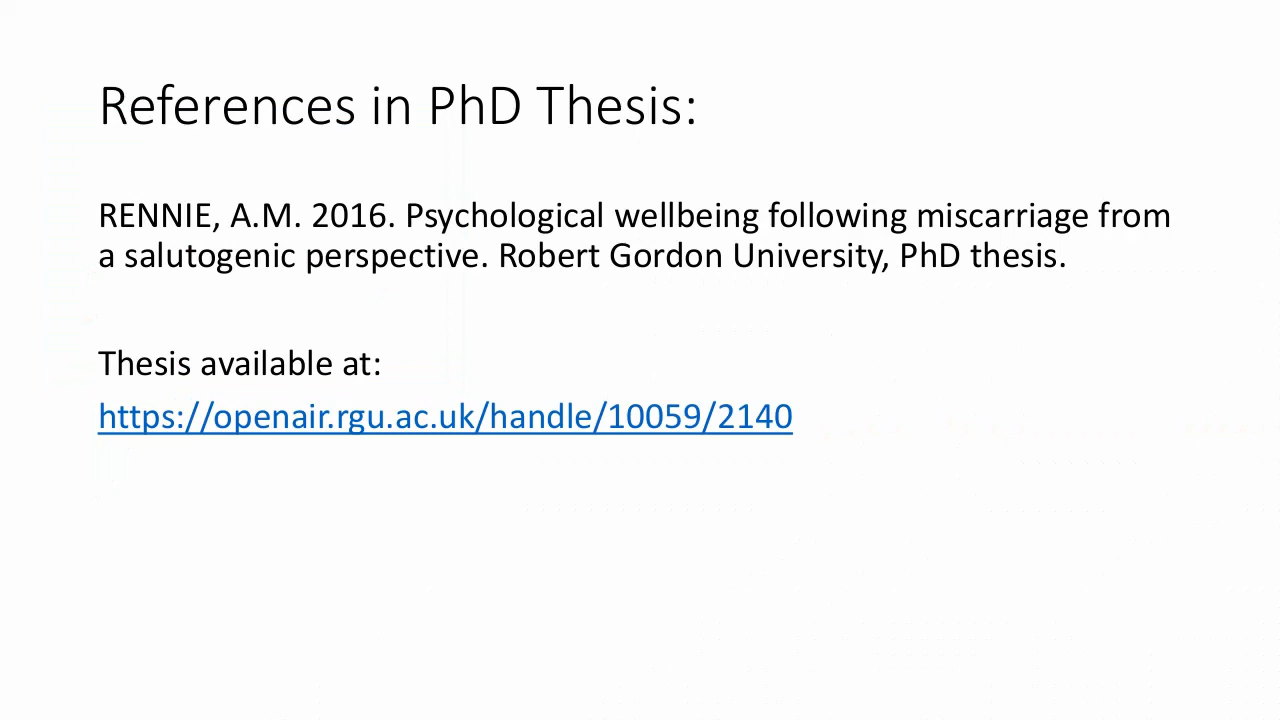 References in PhD Thesis:
RENNIE, A.M. 2016. Psychological wellbeing following miscarriage from
a salutogenic perspective. Robert Gordon University, PhD thesis.
Thesis available at:
https://openair.rgu.ac.uk/handle/10059/2140